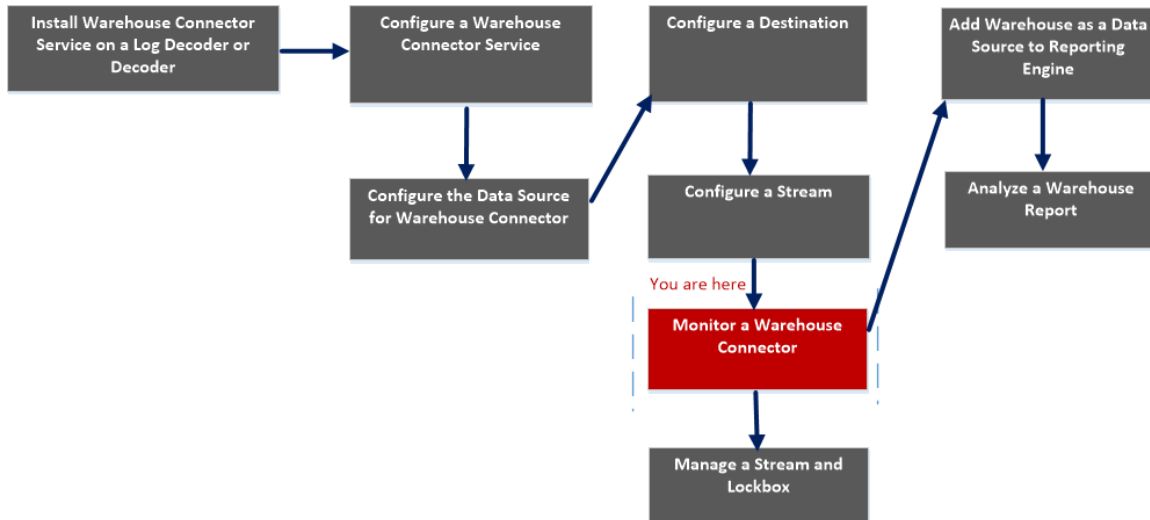 Install Warehouse Connector
Service on a Log Decoder or
Decoder
Configure a Warehouse
Connector Service
Configure the Data Source
for Warehouse Connector
Configure a Destination
Configure a Stream
You are here
Monitor a Warehouse
Connector
Manage a Stream and
Lockbox
Add Warehouse as a Data
Source to Reporting
Engine
Analyze a Warehouse
Report